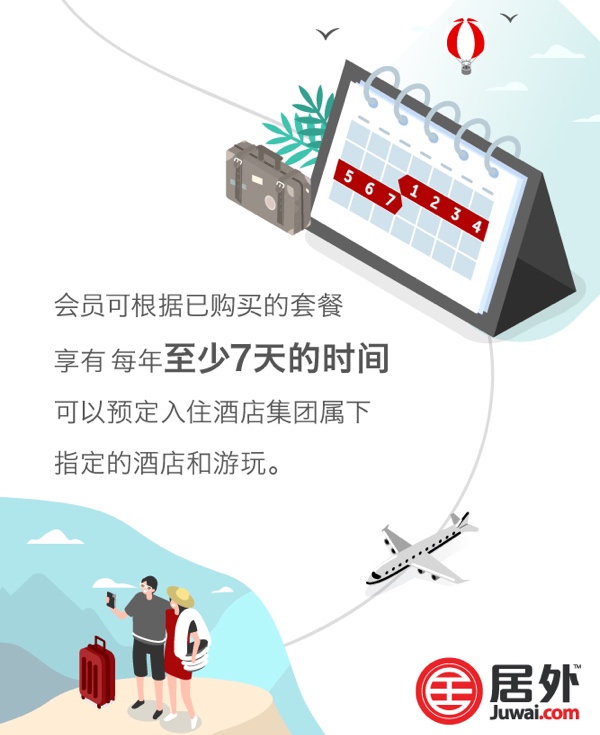 1 2 3 4
5 6 7
会员可根据已购买的套餐
享有 每年至少7天的时间
可以预定入住酒店集团属下
指定的酒店和游玩。
居外™
Juwai.com